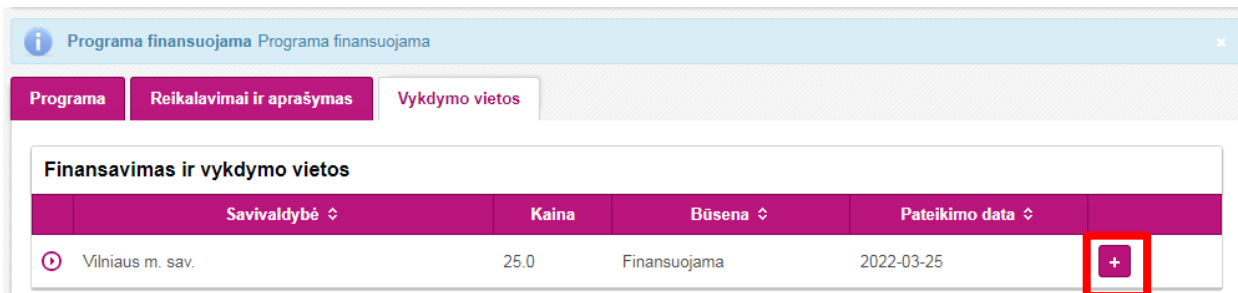 Programa finansuojama Programa finansuojama
Programa Reikalavimai ir aprašymas Vykdymo vietos
Finansavimas ir vykdymo vietos
Savivaldybė Kaina Būsena Pateikimo data
Vilniaus m. sav. 25.0 Finansuojama 2022-03-25 +